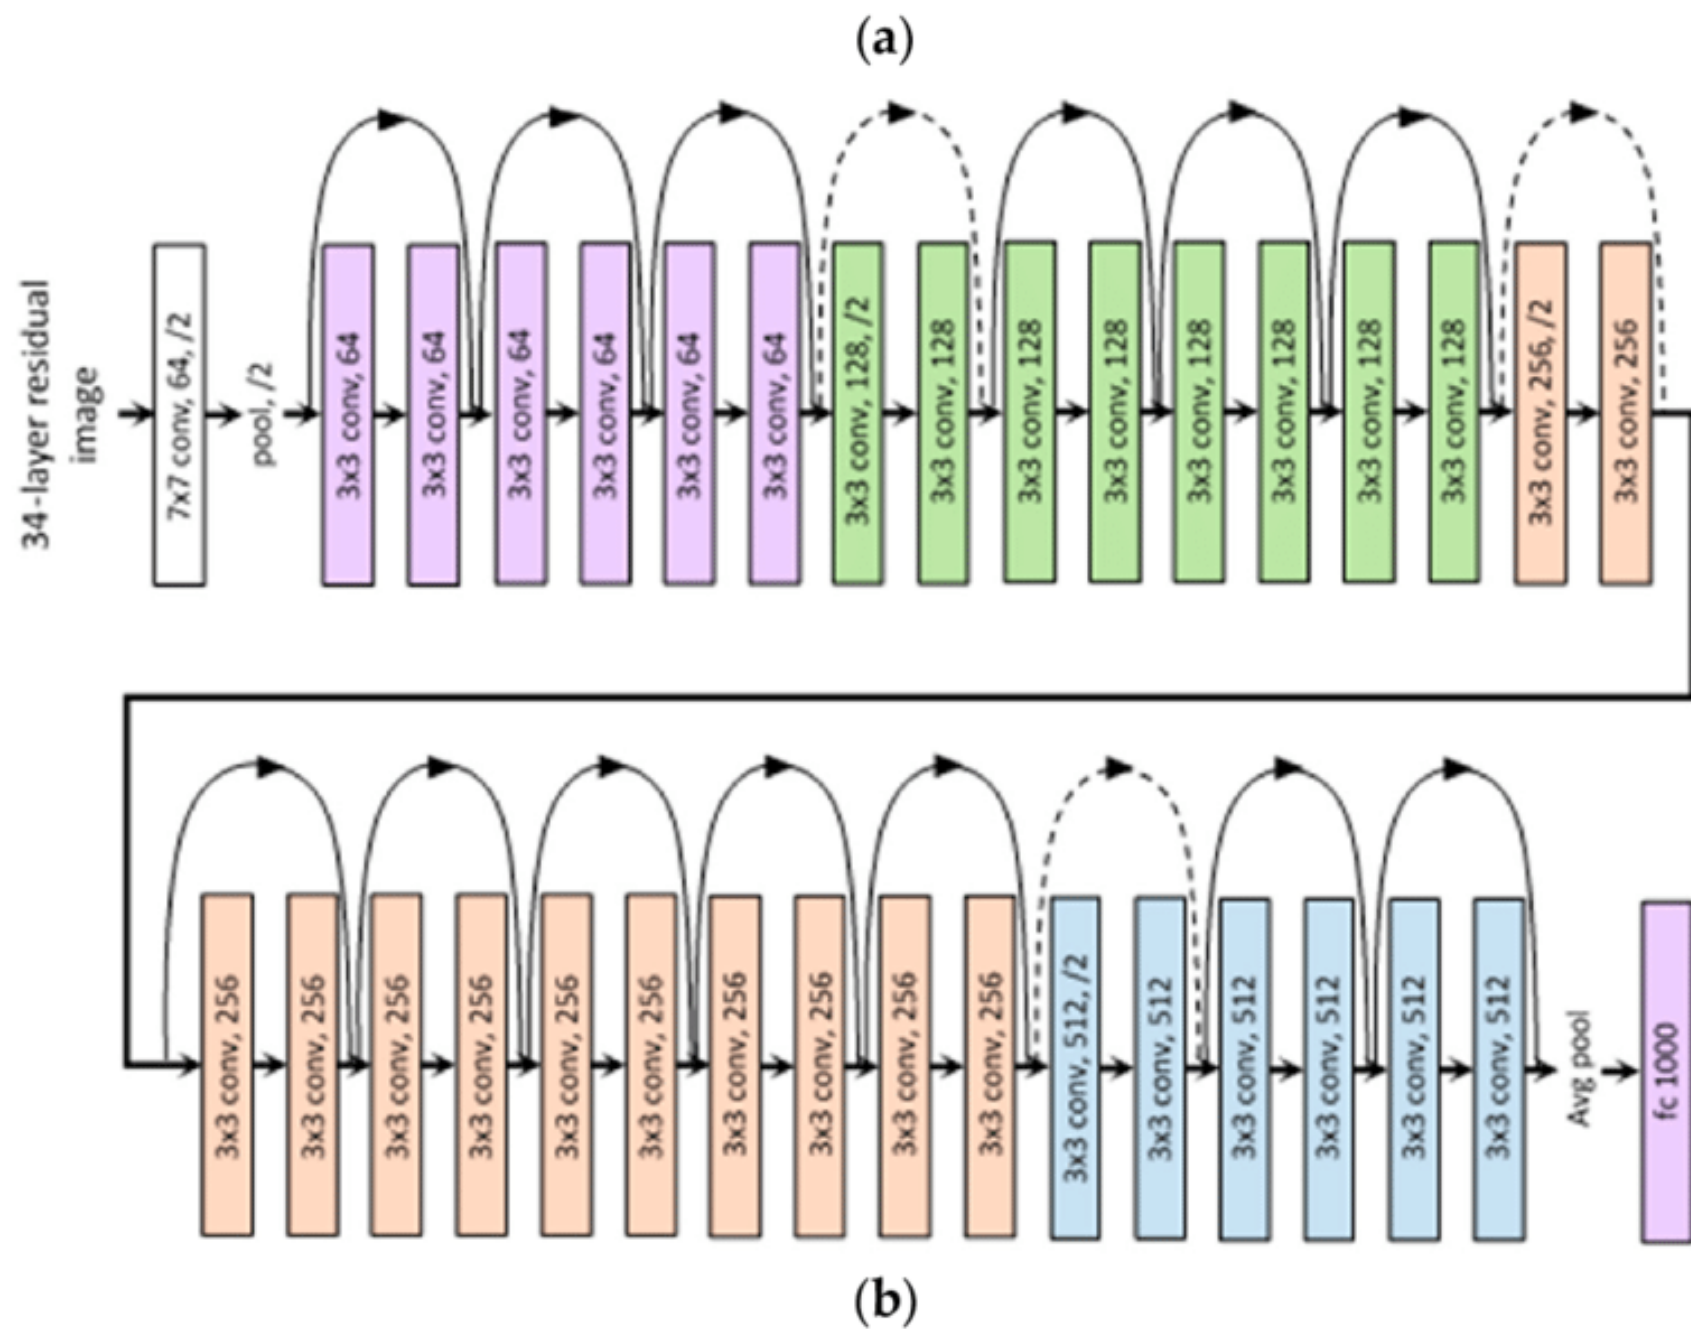 (a)
34-layer residual
image
7x7 conv, 64, /2
pool, /2
3x3 conv, 64
3x3 conv, 64
3x3 conv, 64
3x3 conv, 64
3x3 conv, 64
3x3 conv, 64
3x3 conv, 128, /2
3x3 conv, 128
3x3 conv, 128
3x3 conv, 128
3x3 conv, 128
3x3 conv, 128
3x3 conv, 128
3x3 conv, 128
3x3 conv, 256, /2
3x3 conv, 256
3x3 conv, 256
3x3 conv, 256
3x3 conv, 256
3x3 conv, 256
3x3 conv, 256
3x3 conv, 256
3x3 conv, 256
3x3 conv, 256
3x3 conv, 256
3x3 conv, 256
3x3 conv, 512, /2
3x3 conv, 512
3x3 conv, 512
3x3 conv, 512
3x3 conv, 512
3x3 conv, 512
Avg pool
fc 1000
(b)